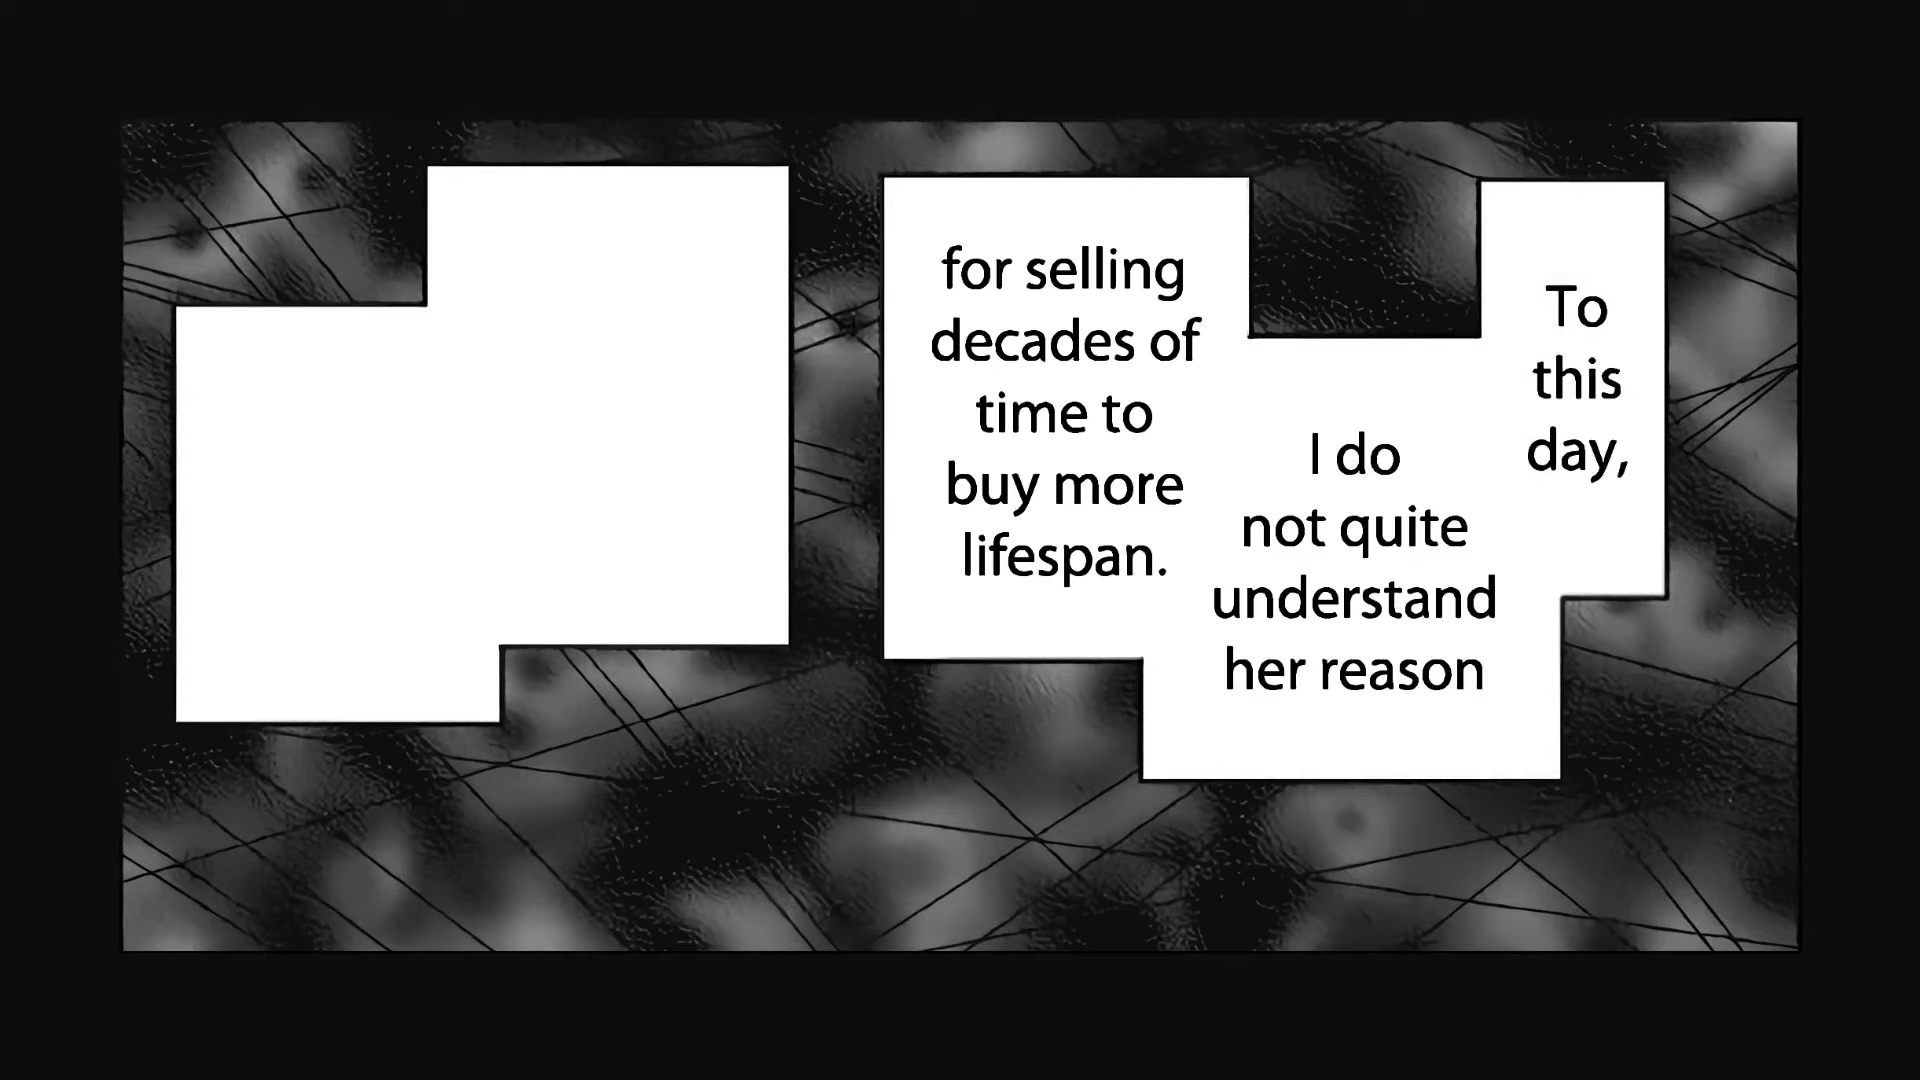 To
this
day,
I do
not quite
understand
her reason
for selling
decades of
time to
buy more
lifespan.